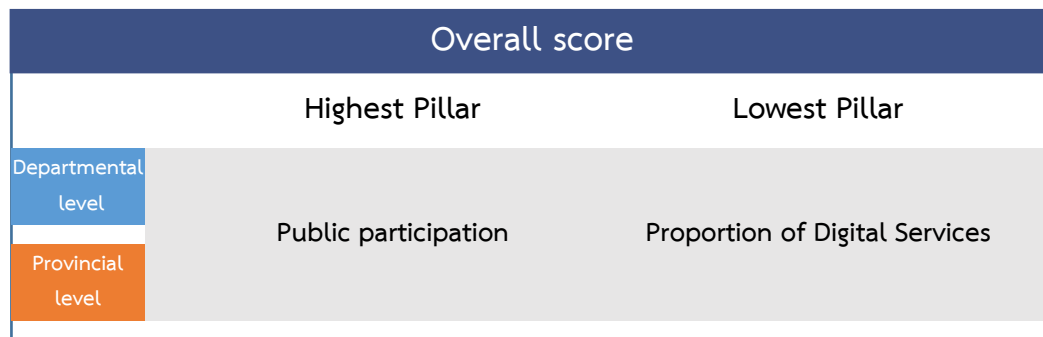 Overall score
Highest Pillar
Lowest Pillar
Departmental
level
Public participation
Proportion of Digital Services
Provincial
level